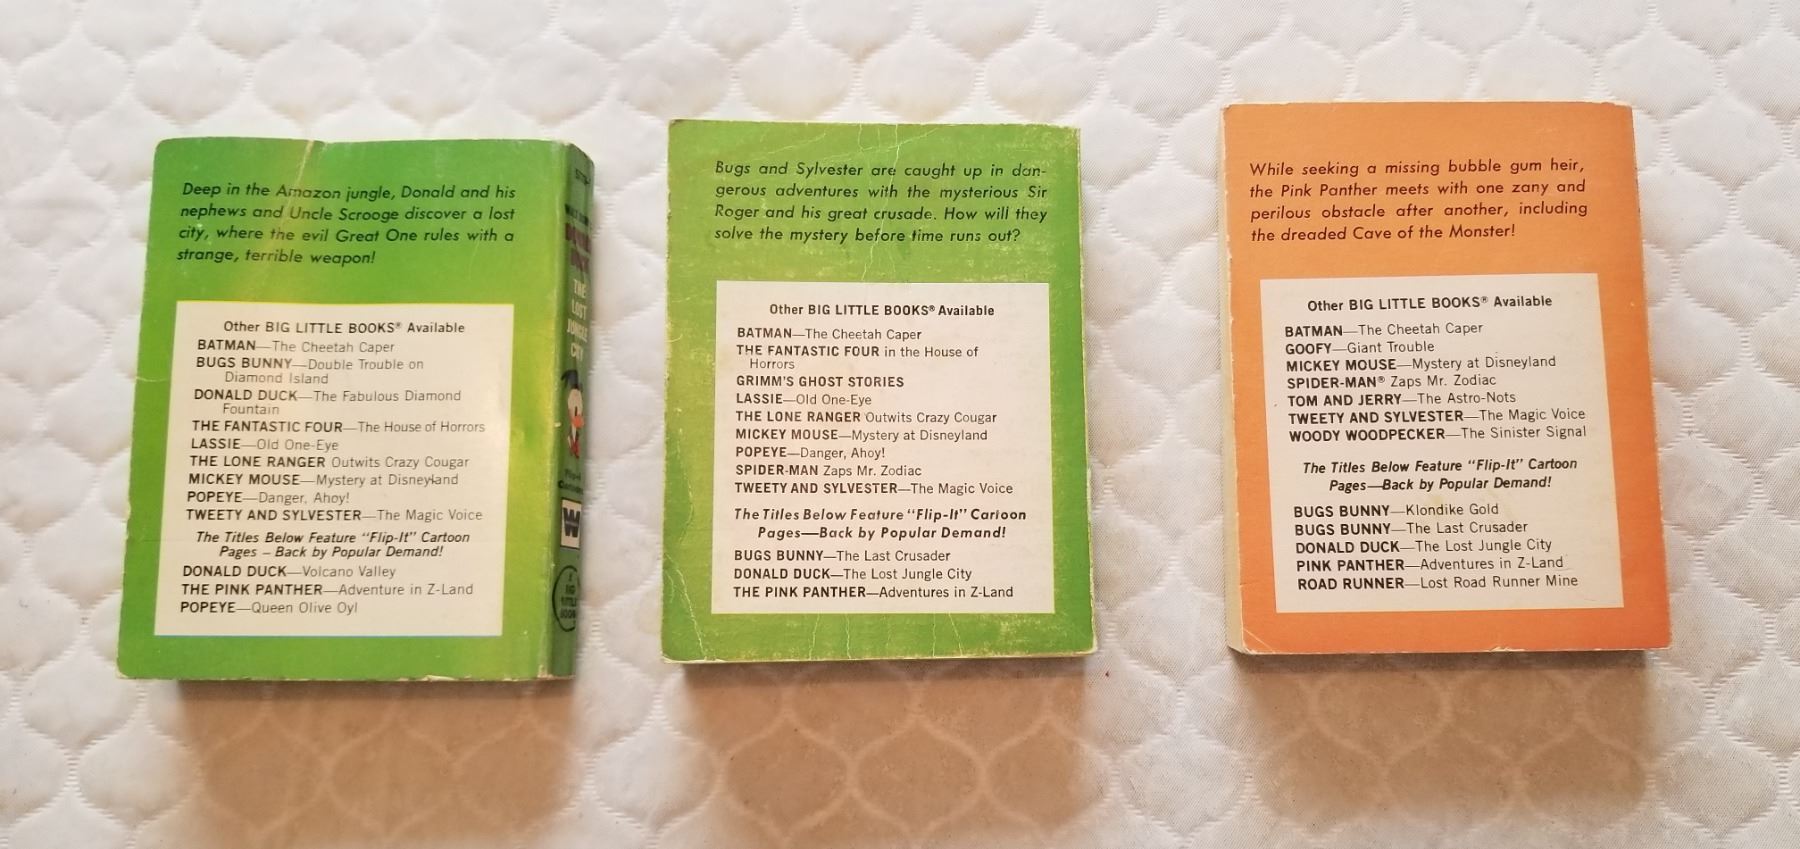 Deep in the Amazon jungle, Donald and his
nephews and Uncle Scrooge discover a lost
city, where the evil Great One rules with a
strange, terrible weapon!
Other BIG LITTLE BOOKS® Available
BATMAN—The Cheetah Caper
BUGS BUNNY—Double Trouble on
Diamond Island
DONALD DUCK—The Fabulous Diamond
Fountain
THE FANTASTIC FOUR—The House of Horrors
LASSIE—Old One-Eye
THE LONE RANGER Outwits Crazy Cougar
MICKEY MOUSE—Mystery at Disneyland
POPEYE—Danger, Ahoy!
TWEETY AND SYLVESTER—The Magic Voice
The Titles Below Feature “Flip-It” Cartoon
Pages – Back by Popular Demand!
DONALD DUCK—Volcano Valley
THE PINK PANTHER—Adventure in Z-Land
POPEYE—Queen Olive Oyl
THE
LOST
JUNGLE
CITY
W
A
BIG
LITTLE
BOOK
Bugs and Sylvester are caught up in dan-
gerous adventures with the mysterious Sir
Roger and his great crusade. How will they
solve the mystery before time runs out?
Other BIG LITTLE BOOKS® Available
BATMAN—The Cheetah Caper
THE FANTASTIC FOUR in the House of
Horrors
GRIMM'S GHOST STORIES
LASSIE—Old One-Eye
THE LONE RANGER Outwits Crazy Cougar
MICKEY MOUSE—Mystery at Disneyland
POPEYE—Danger, Ahoy!
SPIDER-MAN Zaps Mr. Zodiac
TWEETY AND SYLVESTER—The Magic Voice
The Titles Below Feature “Flip-It” Cartoon
Pages—Back by Popular Demand!
BUGS BUNNY—The Last Crusader
DONALD DUCK—The Lost Jungle City
THE PINK PANTHER—Adventures in Z-Land
While seeking a missing bubble gum heir,
the Pink Panther meets with one zany and
perilous obstacle after another, including
the dreaded Cave of the Monster!
Other BIG LITTLE BOOKS® Available
BATMAN—The Cheetah Caper
GOOFY—Giant Trouble
MICKEY MOUSE—Mystery at Disneyland
SPIDER-MAN® Zaps Mr. Zodiac
TOM AND JERRY—The Astro-Nots
TWEETY AND SYLVESTER—The Magic Voice
WOODY WOODPECKER—The Sinister Signal
The Titles Below Feature “Flip-It” Cartoon
Pages—Back by Popular Demand!
BUGS BUNNY—Klondike Gold
BUGS BUNNY—The Last Crusader
DONALD DUCK—The Lost Jungle City
PINK PANTHER—Adventures in Z-Land
ROAD RUNNER—Lost Road Runner Mine